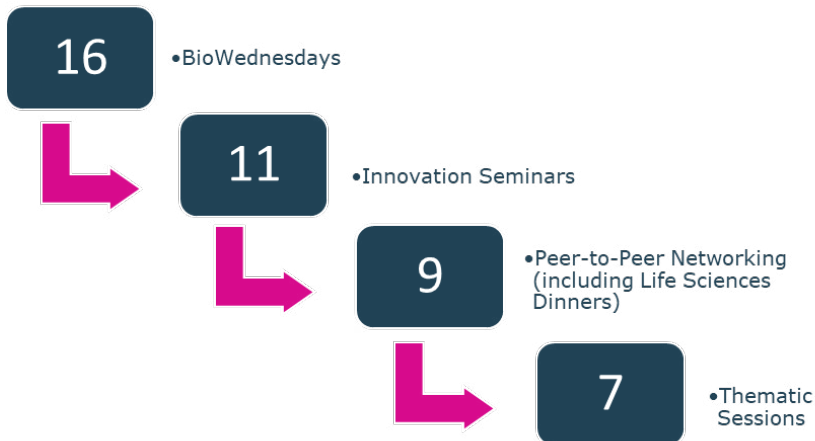 16
•BioWednesdays
11
•Innovation Seminars
9
•Peer-to-Peer Networking
(including Life Sciences
Dinners)
7
•Thematic
Sessions